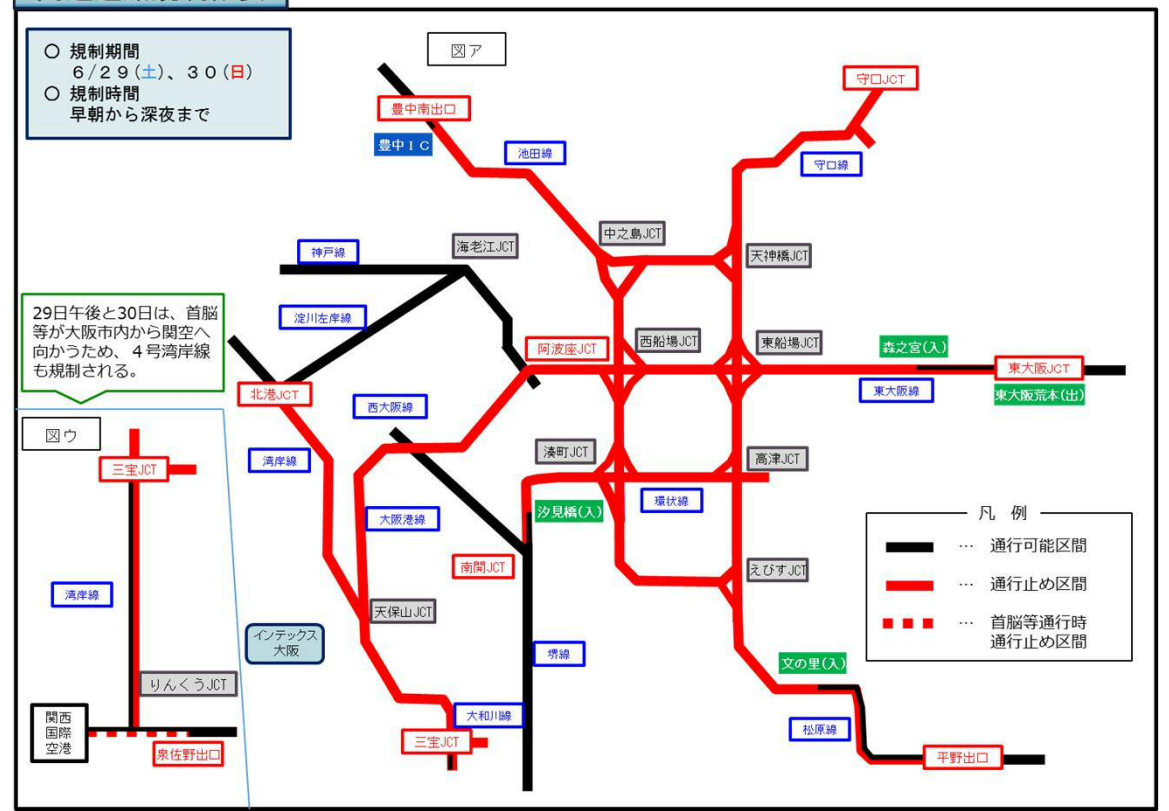 ○ 規制期間
6/29(土)、30(日)
○ 規制時間
早朝から深夜まで
図ア
守口JCT
豊中南出口
豊中IC
池田線
守口線
中之島JCT
海老江JCT
天神橋JCT
神戸線
29日午後と30日は、首脳
等が大阪市内から関空へ
向かうため、4号湾岸線
も規制される。
淀川左岸線
阿波座JCT
西船場JCT
東船場JCT
森之宮(入)
東大阪JCT
北港JCT
西大阪線
東大阪線
東大阪荒本(出)
図ウ
三宝JCT
湾岸線
湊町JCT
高津JCT
環状線
大阪港線
汐見橋(入)
凡 例
… 通行可能区間
南開JCT
えびすJCT
… 通行止め区間
湾岸線
天保山JCT
… 首脳等通行時
通行止め区間
インテックス
大阪
堺線
文の里(入)
りんくうJCT
関西
国際
空港
泉佐野出口
大和川線
三宝JCT
松原線
平野出口